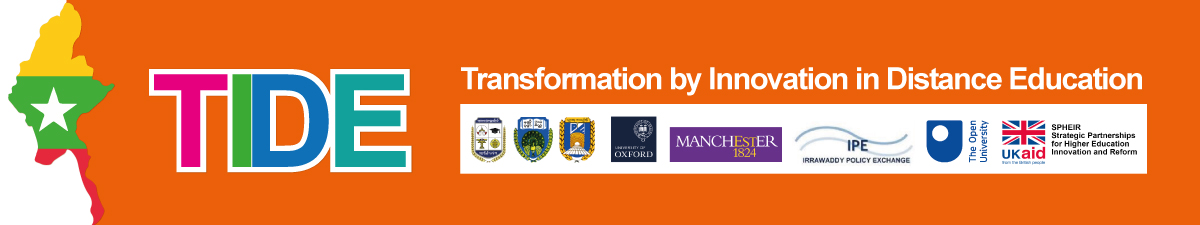 TIDE
Transformation by Innovation in Distance Education
UNIVERSITY OF
OXFORD
MANCHESTER
1824
IPE
IRRAWADDY POLICY EXCHANGE
The Open
University
UKaid
from the British people
SPHEIR
Strategic Partnerships
for Higher Education
Innovation and Reform